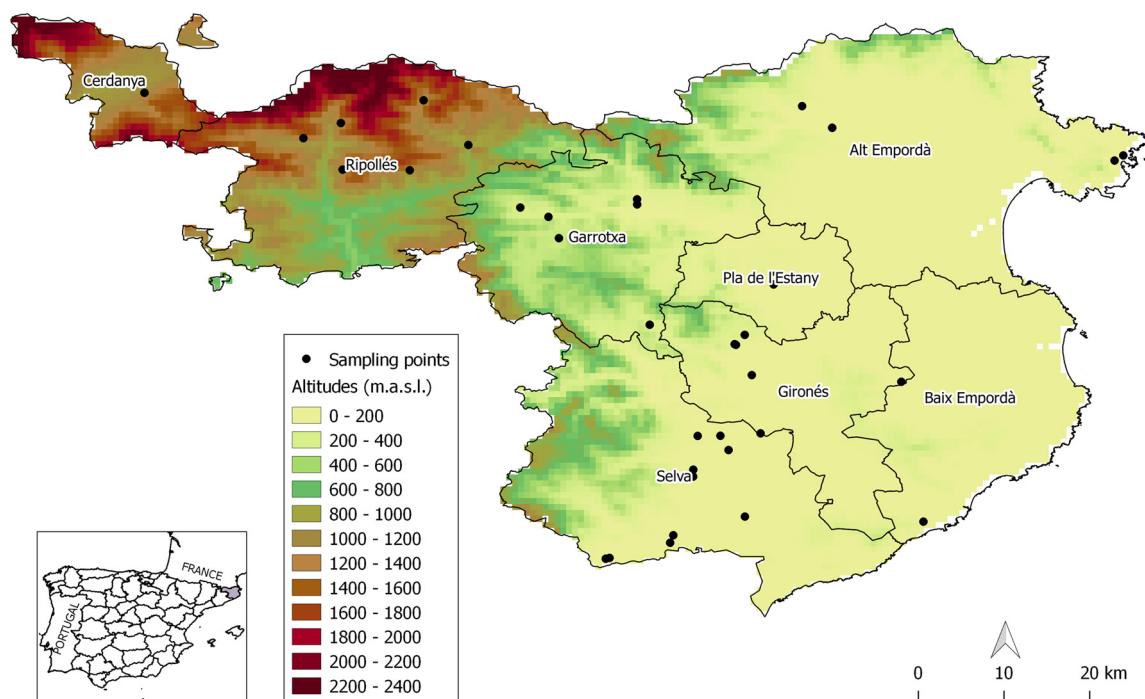 Cerdanya
Ripollés
Alt Empordà
Garrotxa
Pla de l'Estany
Gironés
Baix Empordà
Selva
Sampling points
Altitudes (m.a.s.l.)
0 - 200
200 - 400
400 - 600
600 - 800
800 - 1000
1000 - 1200
1200 - 1400
1400 - 1600
1600 - 1800
1800 - 2000
2000 - 2200
2200 - 2400
FRANCE
PORTUGAL
0 10 20 km